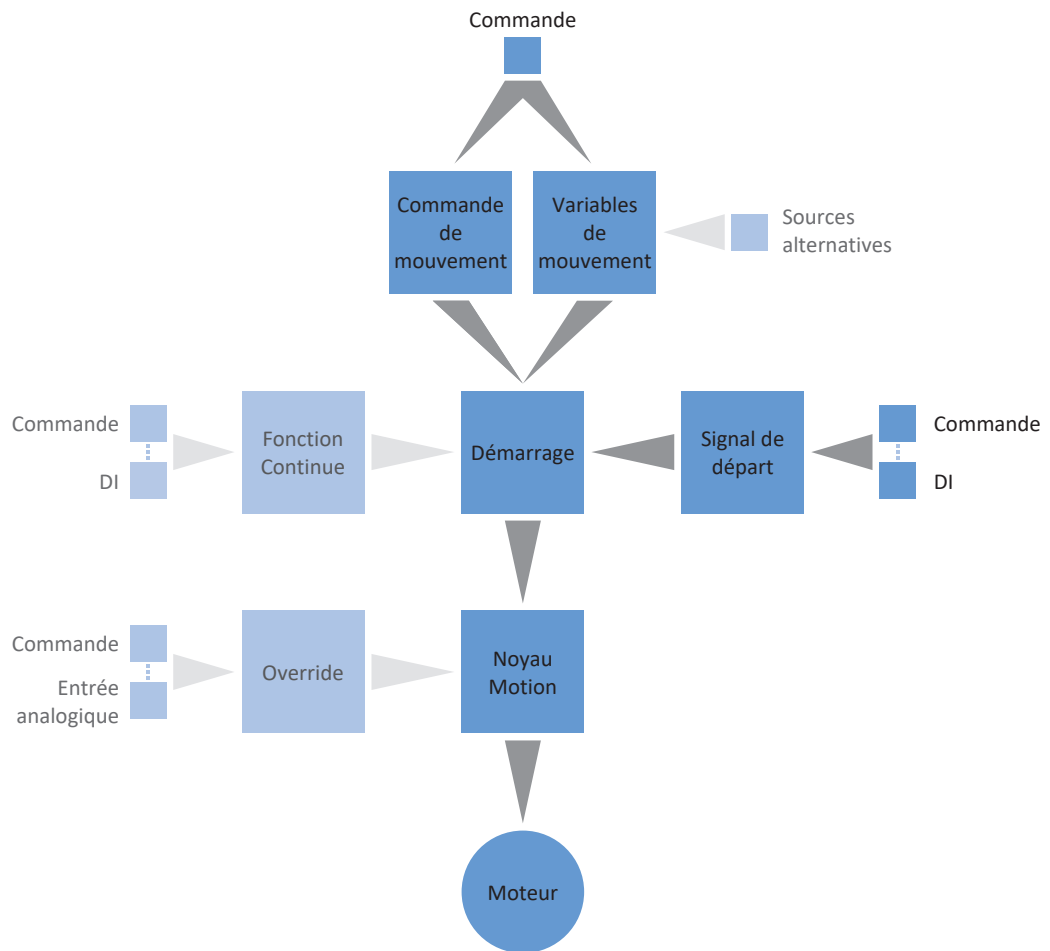 Commande
Commande
de
mouvement
Variables
de
mouvement
Sources
alternatives
Commande
DI
Fonction
Continue
Démarrage
Signal de
départ
Commande
DI
Commande
Entrée
analogique
Override
Noyau
Motion
Moteur